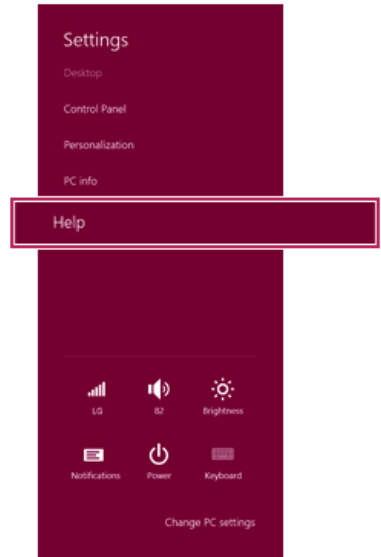 Settings
Desktop
Control Panel
Personalization
PC info
Help
LG 82 Brightness
Notifications Power Keyboard
Change PC settings